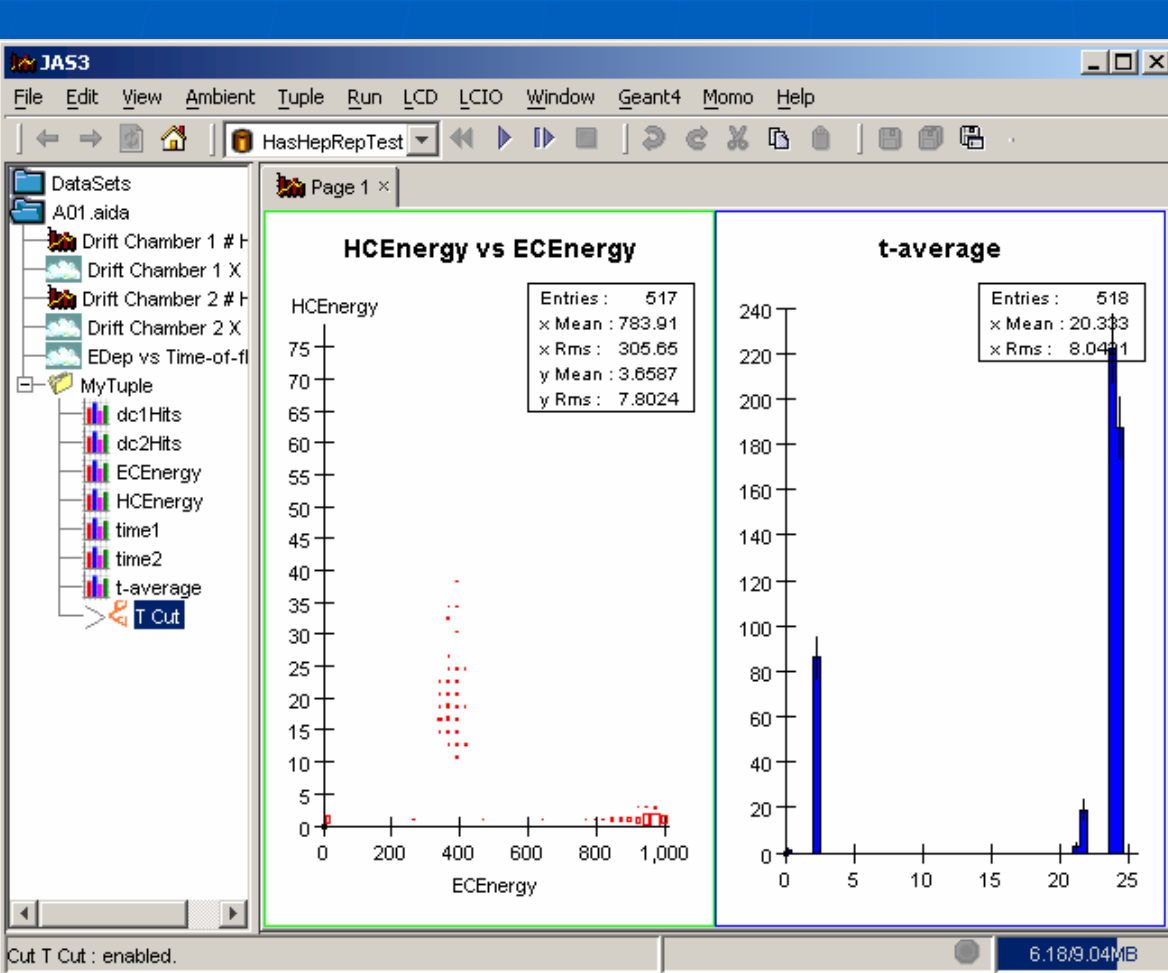 JAS3
File Edit View Ambient Tuple Run LCD LCIO Window Geant4 Momo Help
HasHepRepTest
DataSets
A01.aida
Drift Chamber 1 # H
Drift Chamber 1 X
Drift Chamber 2 # H
Drift Chamber 2 X
EDep vs Time-of-fl
MyTuple
dc1Hits
dc2Hits
ECEnergy
HCEnergy
time1
time2
t-average
T Cut
Page 1 ×
HCEnergy vs ECEnergy
HCEnergy
Entries : 517
x Mean : 783.91
x Rms : 305.65
y Mean : 3.6587
y Rms : 7.8024
75
70
65
60
55
50
45
40
35
30
25
20
15
10
5
0
0 200 400 600 800 1,000
ECEnergy
t-average
Entries : 518
x Mean : 20.333
x Rms :
240
220
200
180
160
140
120
100
80
60
40
20
0
0 5 10 15 20 25
Cut T Cut : enabled.
6.18/9.04MB